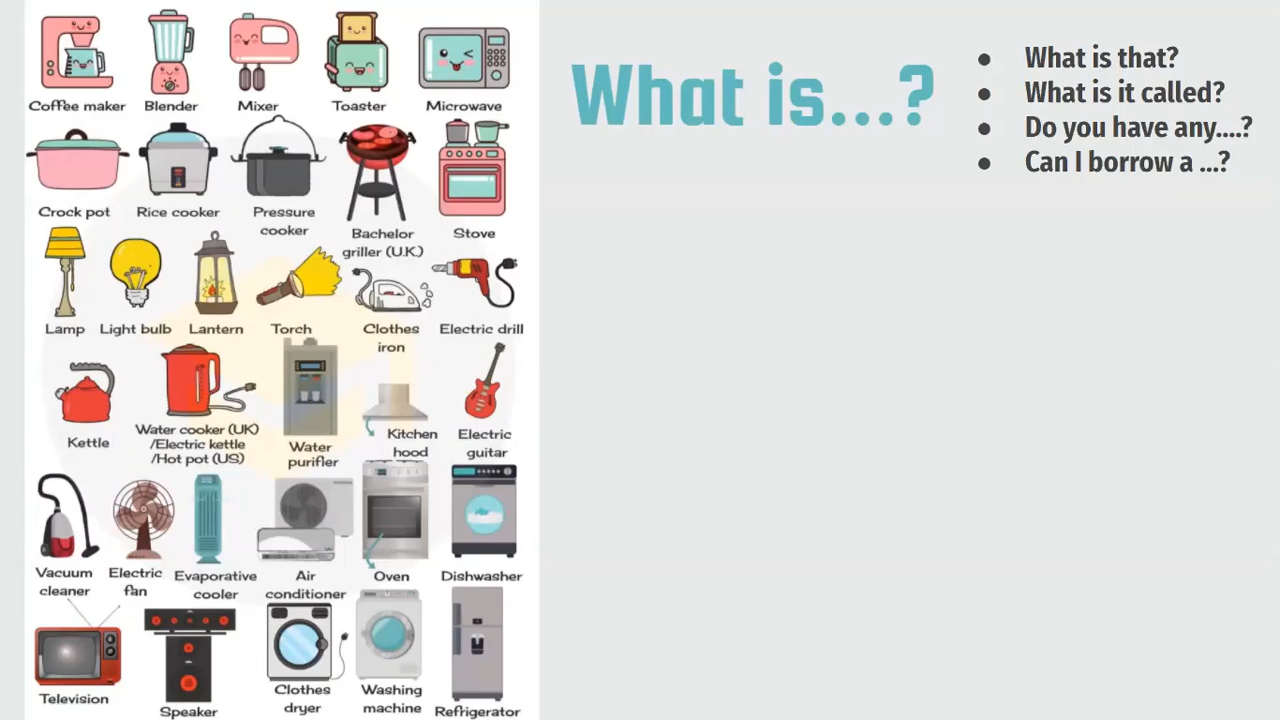 Coffee maker
Blender
Mixer
Toaster
Microwave
Crock pot
Rice cooker
Pressure
cooker
Bachelor
griller (U.K.)
Stove
Lamp
Light bulb
Lantern
Torch
Clothes
iron
Electric drill
Kettle
Water cooker (UK)
/Electric kettle
/Hot pot (US)
Water
purifier
Kitchen
hood
Electric
guitar
Vacuum
cleaner
Electric
fan
Evaporative
cooler
Air
conditioner
Oven
Dishwasher
Television
Speaker
Clothes
dryer
Washing
machine
Refrigerator
What is...?
● What is that?
● What is it called?
● Do you have any....?
● Can I borrow a ...?